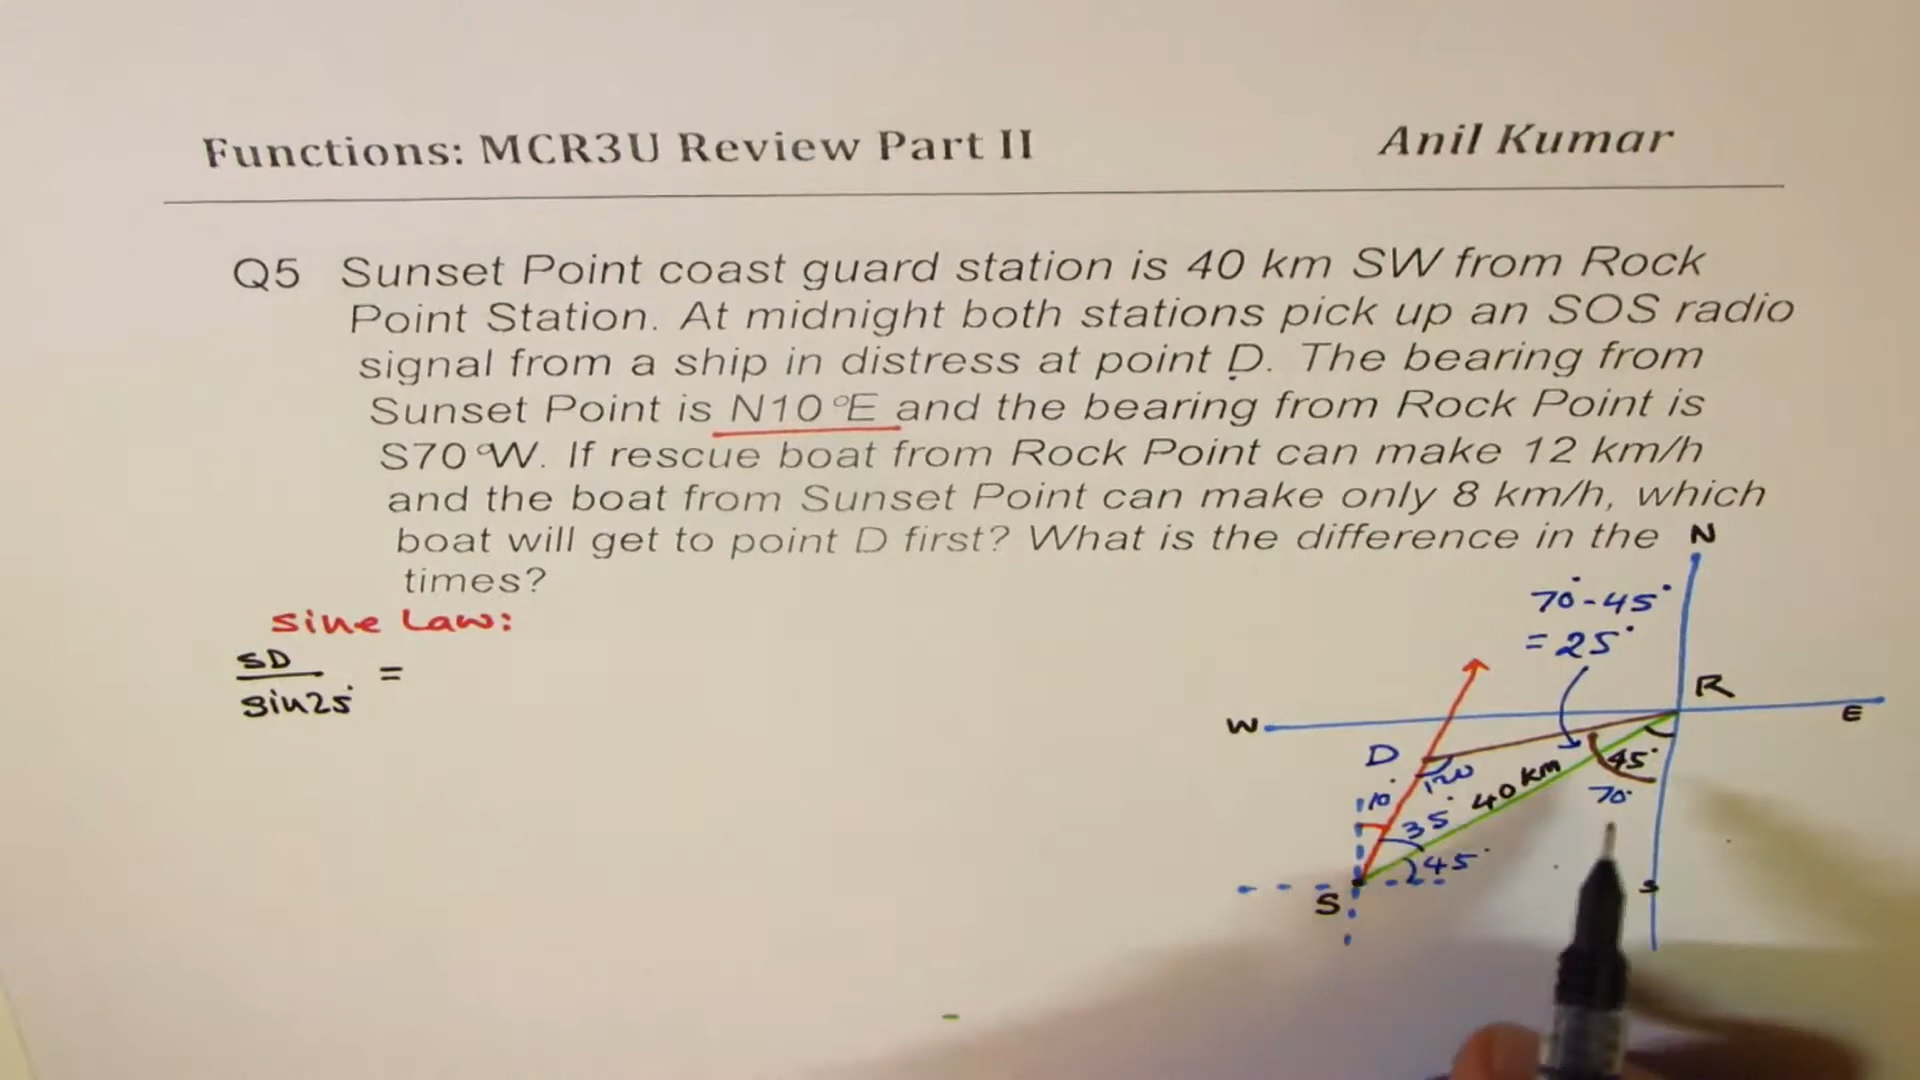 Functions: MCR3U Review Part II
Anil Kumar
Q5 Sunset Point coast guard station is 40 km SW from Rock
Point Station. At midnight both stations pick up an SOS radio
signal from a ship in distress at point D. The bearing from
Sunset Point is N10°E and the bearing from Rock Point is
S70°W. If rescue boat from Rock Point can make 12 km/h
and the boat from Sunset Point can make only 8 km/h, which
boat will get to point D first? What is the difference in the
times?
sine Law:
SD
sin25°
=
N
70°-45°
= 25°
R
W
E
D
120
45°
40 km
70°
10°
35°
45°
S
S